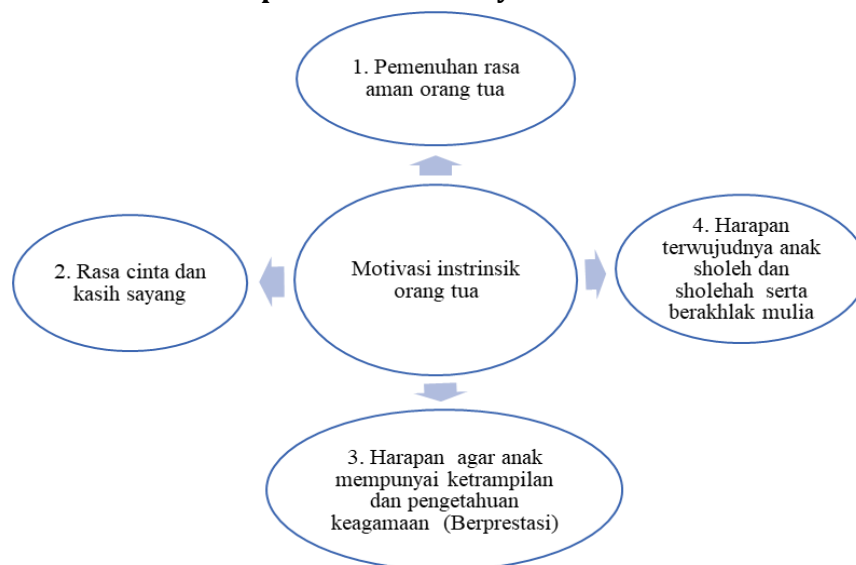 1. Pemenuhan rasa
aman orang tua
2. Rasa cinta dan
kasih sayang
Motivasi instrinsik
orang tua
4. Harapan
terwujudnya anak
sholeh dan
sholehah serta
berakhlak mulia
3. Harapan agar anak
mempunyai ketrampilan
dan pengetahuan
keagamaan (Berprestasi)